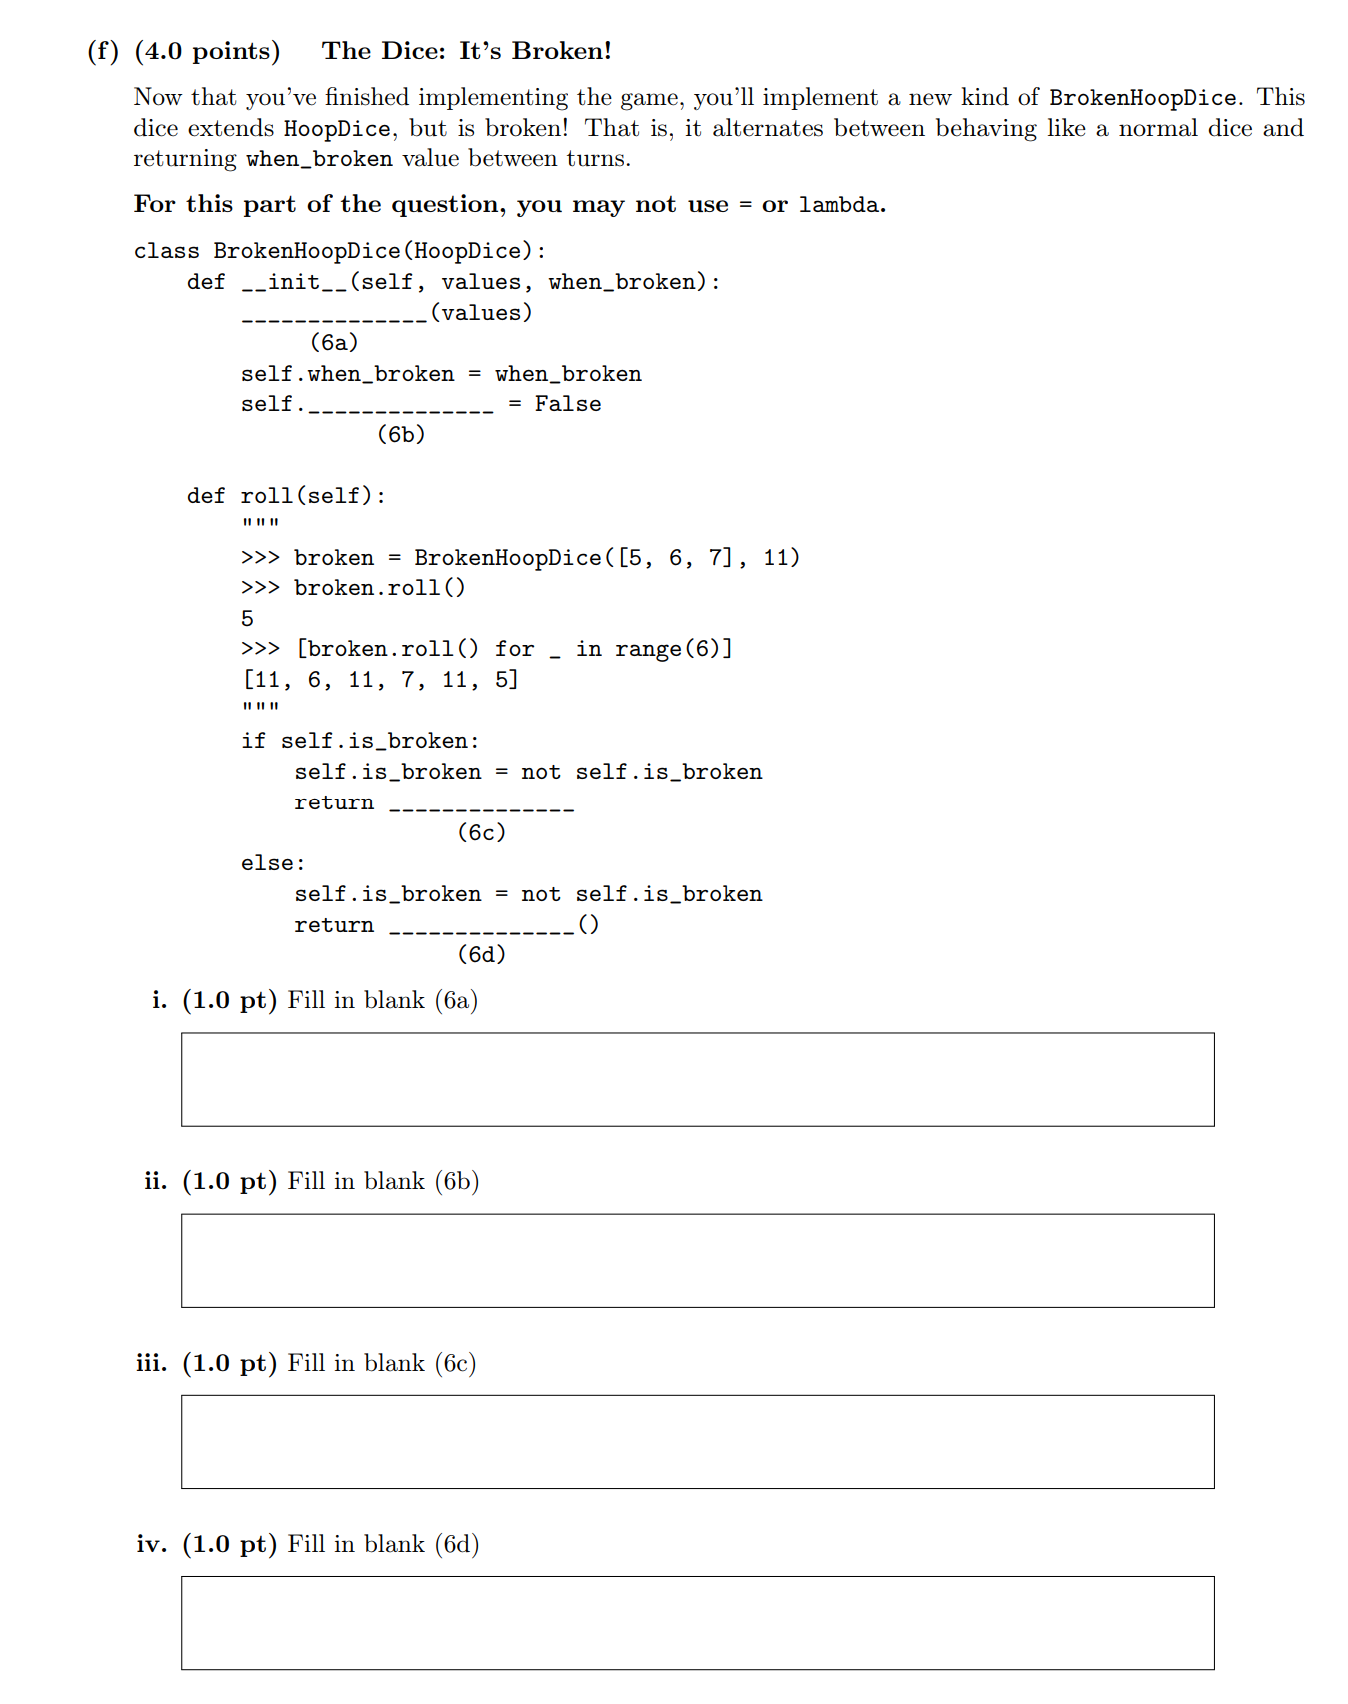 (f) (4.0 points) The Dice: It's Broken!
Now that you've finished implementing the game, you'll implement a new kind of BrokenHoopDice. This
dice extends HoopDice, but is broken! That is, it alternates between behaving like a normal dice and
returning when_broken value between turns.
For this part of the question, you may not use = or lambda.
class BrokenHoopDice(HoopDice):
    def __init__(self, values, when_broken):
        ______________(values)
             (6a)
        self.when_broken = when_broken
        self.______________ = False
                  (6b)
    def roll(self):
        """
        >>> broken = BrokenHoopDice([5, 6, 7], 11)
        >>> broken.roll()
        5
        >>> [broken.roll() for _ in range(6)]
        [11, 6, 11, 7, 11, 5]
        """
        if self.is_broken:
            self.is_broken = not self.is_broken
            return ______________
                        (6c)
        else:
            self.is_broken = not self.is_broken
            return ______________()
                        (6d)
i. (1.0 pt) Fill in blank (6a)
ii. (1.0 pt) Fill in blank (6b)
iii. (1.0 pt) Fill in blank (6c)
iv. (1.0 pt) Fill in blank (6d)